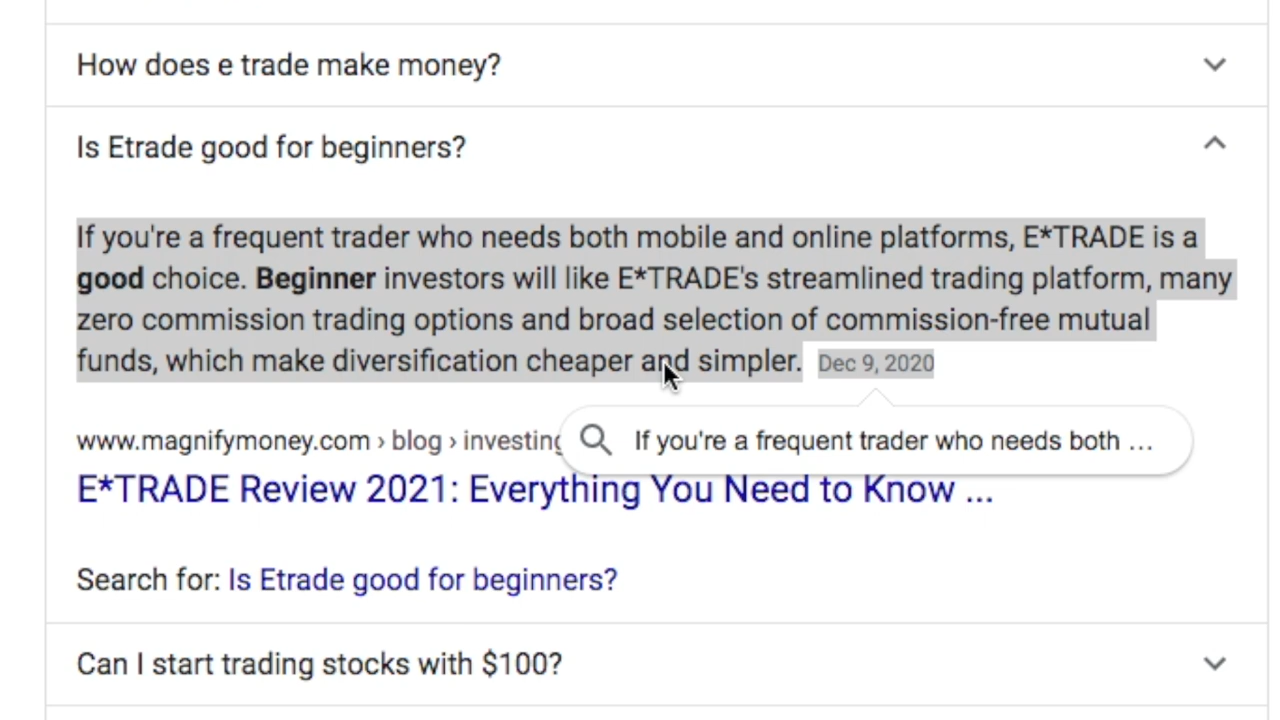 How does e trade make money?
Is Etrade good for beginners?
If you're a frequent trader who needs both mobile and online platforms, E*TRADE is a
good choice. Beginner investors will like E*TRADE's streamlined trading platform, many
zero commission trading options and broad selection of commission-free mutual
funds, which make diversification cheaper and simpler. Dec 9, 2020
www.magnifymoney.com › blog › investing
If you're a frequent trader who needs both ...
E*TRADE Review 2021: Everything You Need to Know ...
Search for: Is Etrade good for beginners?
Can I start trading stocks with $100?